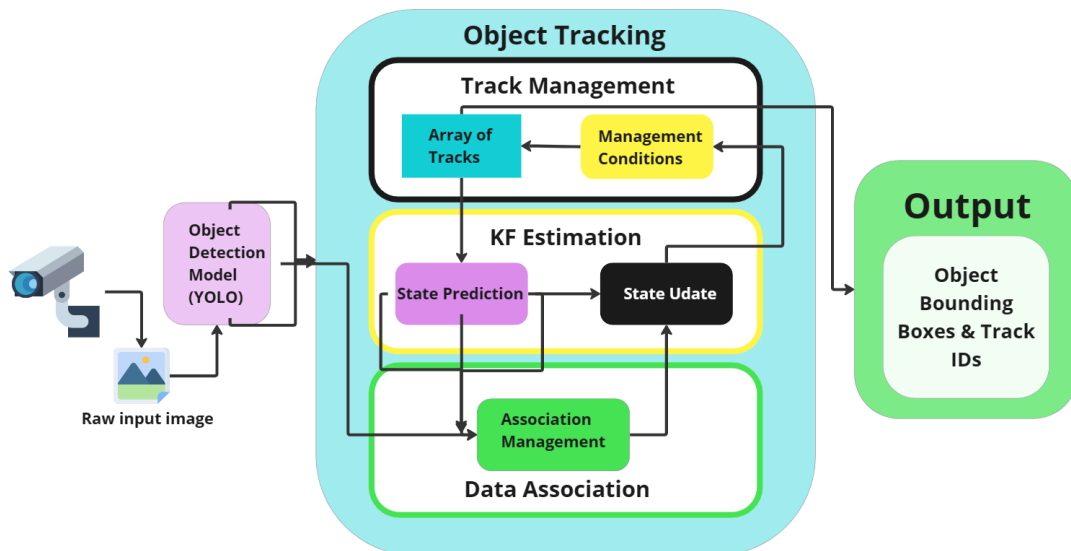 Object Tracking
Track Management
Array of
Tracks
Management
Conditions
KF Estimation
State Prediction
State Udate
Association
Management
Data Association
Object
Detection
Model
(YOLO)
Raw input image
Output
Object
Bounding
Boxes & Track
IDs